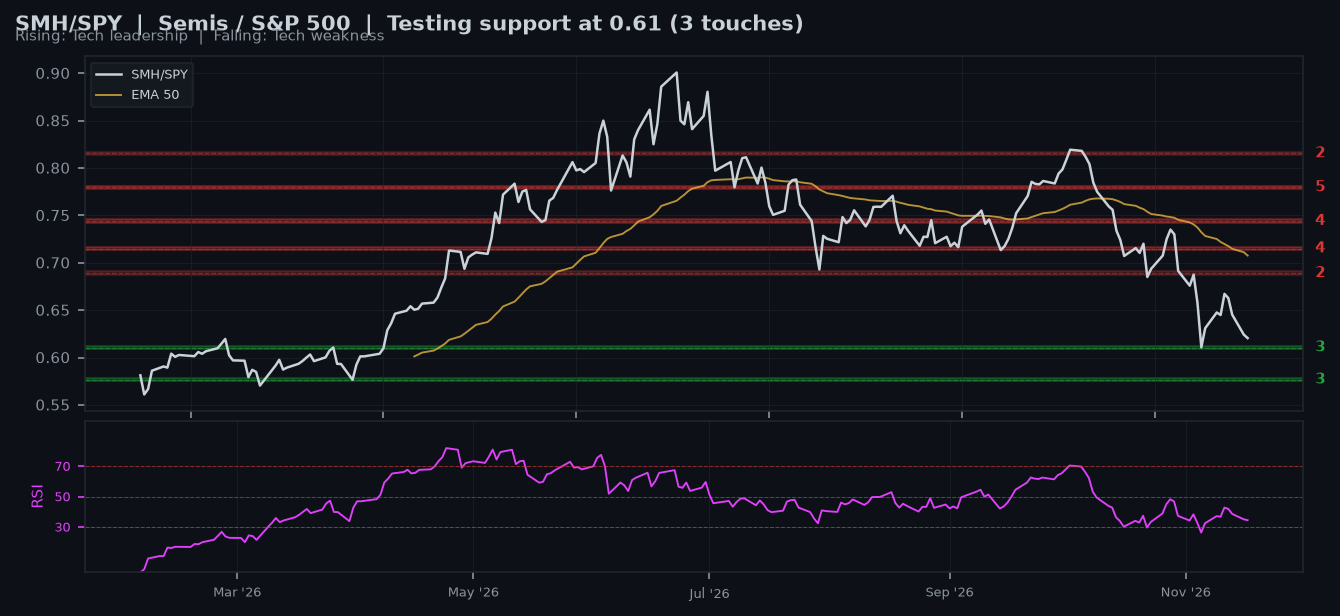 SMH/SPY | Semis / S&P 500 | Testing support at 0.61 (3 touches)
Rising: Tech leadership | Falling: Tech weakness
SMH/SPY
EMA 50
0.90
0.85
0.80
0.75
0.70
0.65
0.60
0.55
2
5
4
4
2
3
3
RSI
70
50
30
Mar '26
May '26
Jul '26
Sep '26
Nov '26